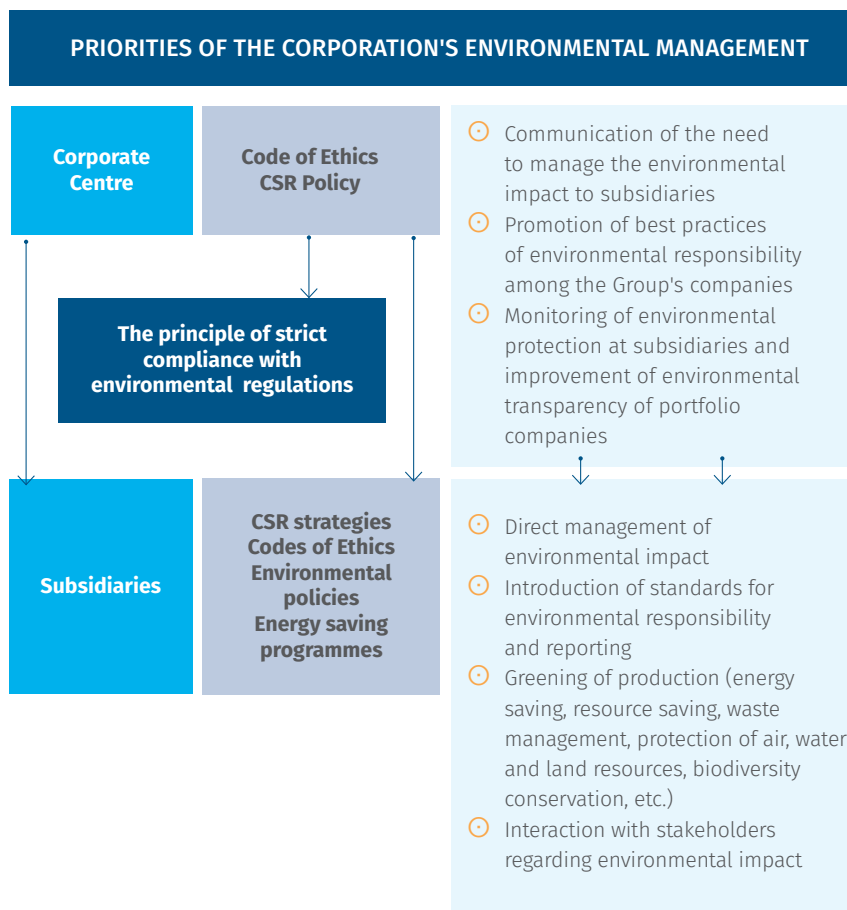 PRIORITIES OF THE CORPORATION'S ENVIRONMENTAL MANAGEMENT
Corporate
Centre
Code of Ethics
CSR Policy
Communication of the need
to manage the environmental
impact to subsidiaries
Promotion of best practices
of environmental responsibility
among the Group's companies
Monitoring of environmental
protection at subsidiaries and
improvement of environmental
transparency of portfolio
companies
The principle of strict
compliance with
environmental regulations
Subsidiaries
CSR strategies
Codes of Ethics
Environmental
policies
Energy saving
programmes
Direct management of
environmental impact
Introduction of standards for
environmental responsibility
and reporting
Greening of production (energy
saving, resource saving, waste
management, protection of air, water
and land resources, biodiversity
conservation, etc.)
Interaction with stakeholders
regarding environmental impact